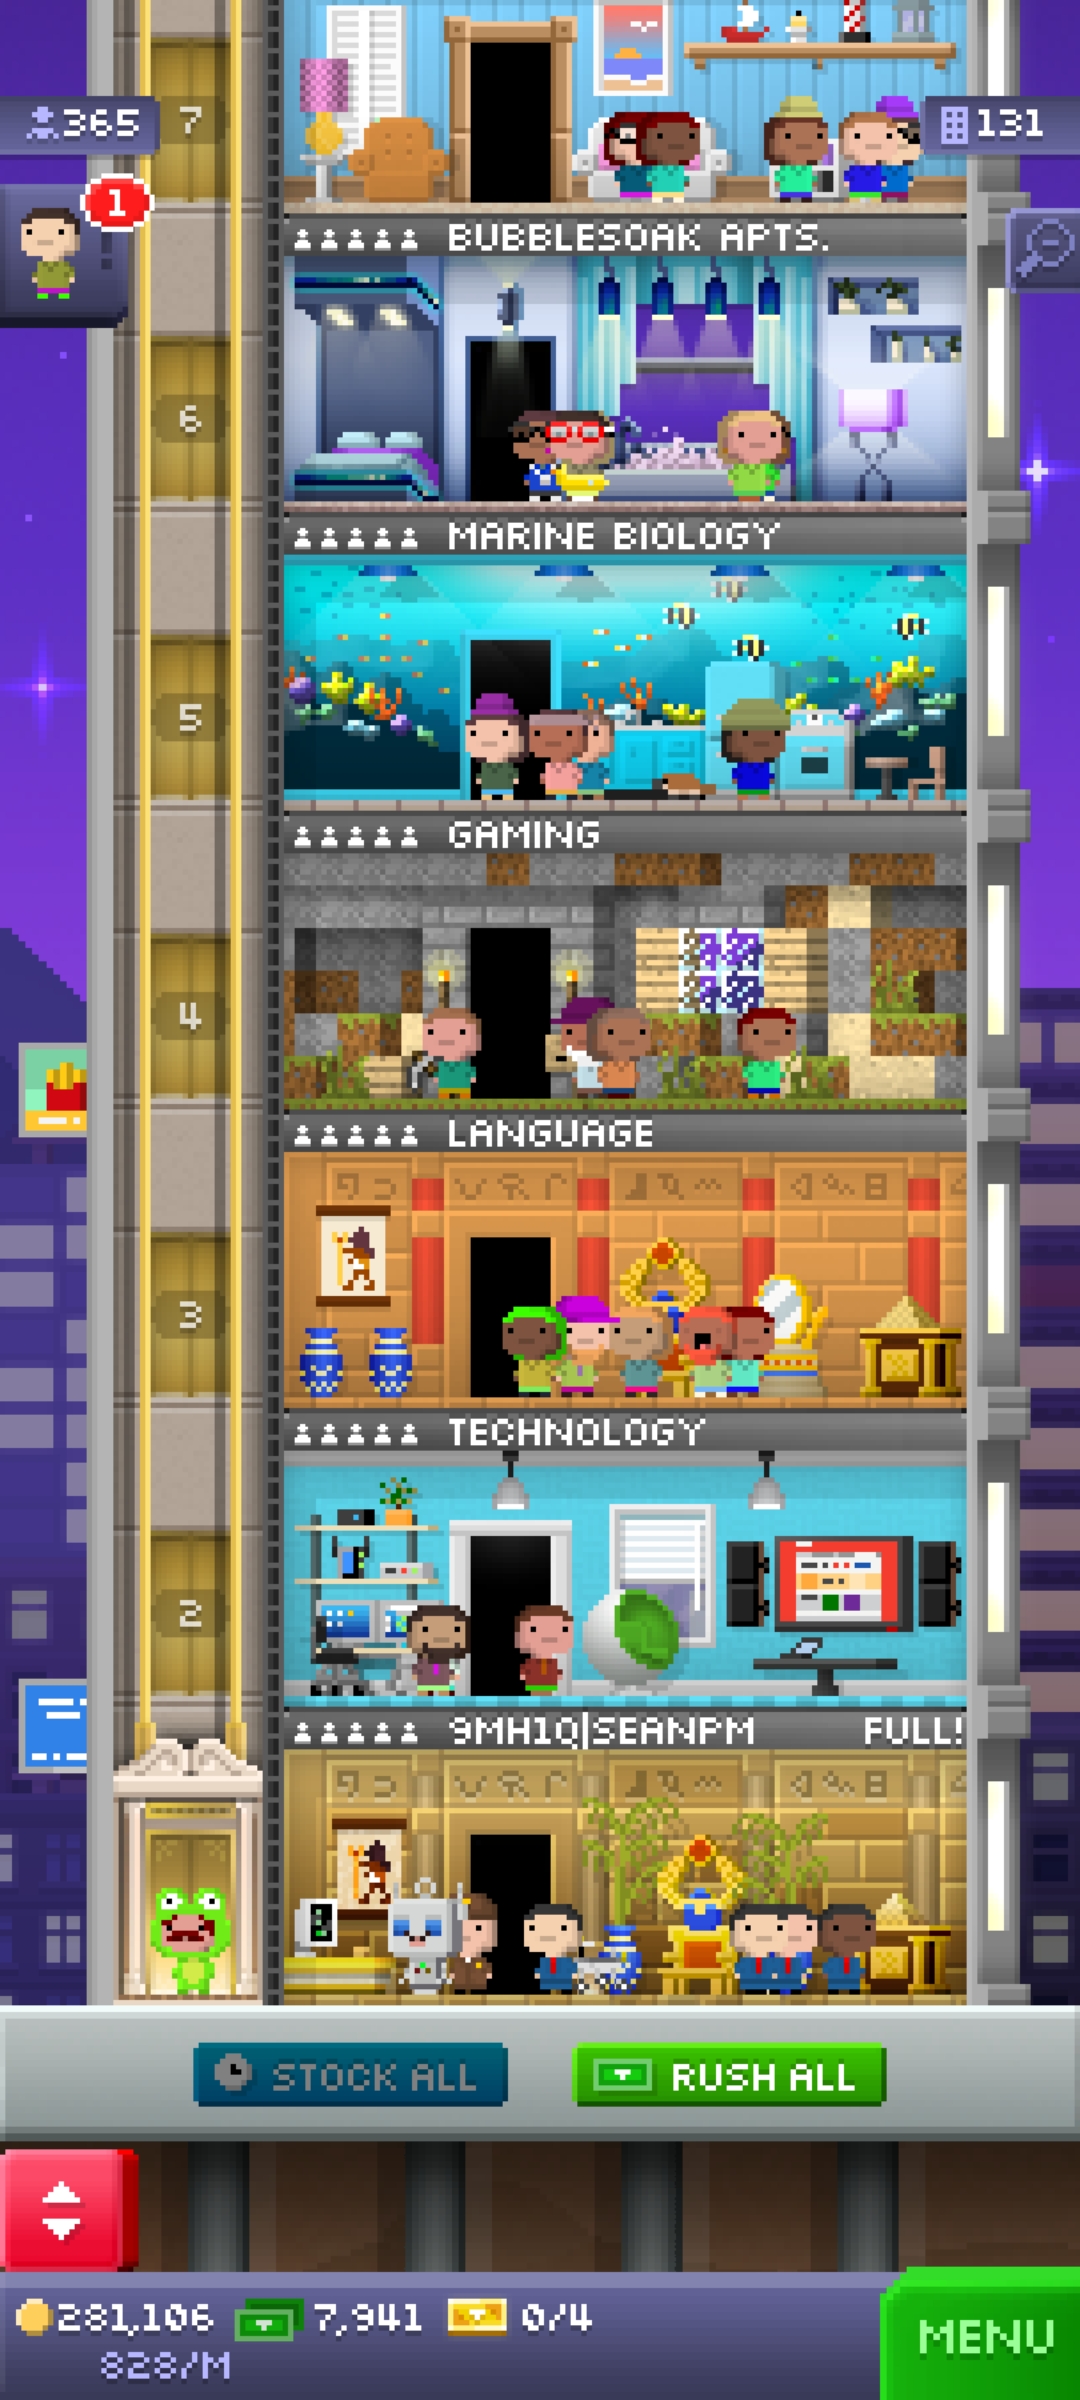 365
7
131
1
BUBBLESOAK APTS.
6
MARINE BIOLOGY
5
GAMING
4
LANGUAGE
3
TECHNOLOGY
2
9MH1Q|SEANPM FULL!
STOCK ALL
RUSH ALL
281,106 7,941 0/4
828/M
MENU